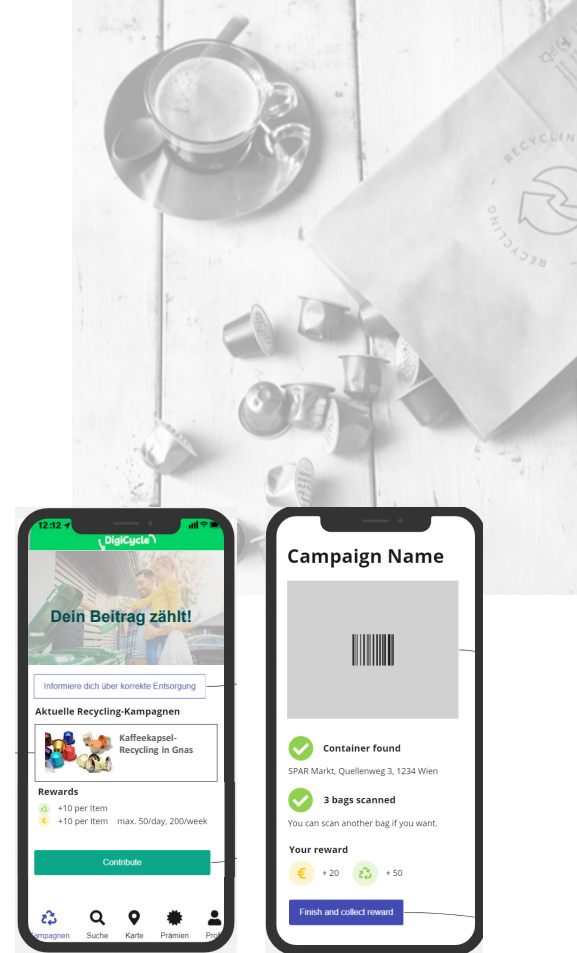 RECYCLING
RECYCLING
12:12
DigiCycle
Dein Beitrag zählt!
Informiere dich über korrekte Entsorgung
Aktuelle Recycling-Kampagnen
Kaffeekapsel-
Recycling in Gnas
Rewards
+10 per Item
€ +10 per Item max. 50/day, 200/week
Contribute
Kampagnen Suche Karte Prämien
Campaign Name
Container found
SPAR Markt, Quellenweg 3, 1234 Wien
3 bags scanned
You can scan another bag if you want.
Your reward
€ + 20 + 50
Finish and collect reward